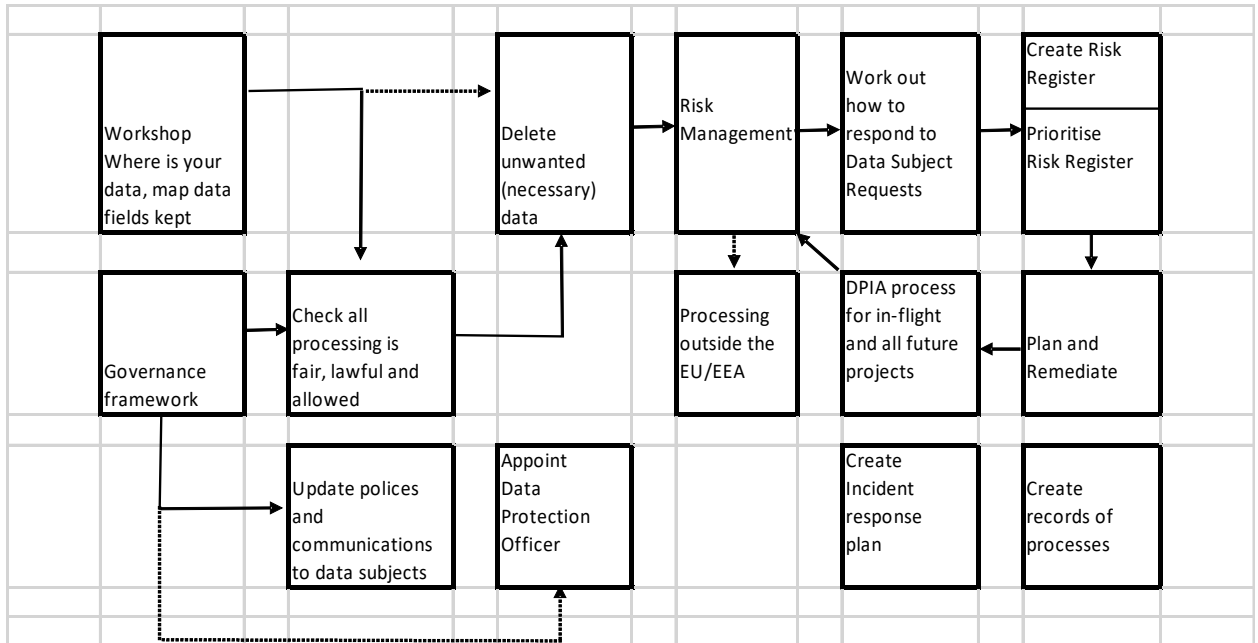 Workshop
Where is your
data, map data
fields kept
Delete
unwanted
(necessary)
data
Risk
Management
Work out
how to
respond to
Data Subject
Requests
Create Risk
Register
Prioritise
Risk Register
Governance
framework
Check all
processing is
fair, lawful and
allowed
Processing
outside the
EU/EEA
DPIA process
for in-flight
and all future
projects
Plan and
Remediate
Update polices
and
communications
to data subjects
Appoint
Data
Protection
Officer
Create
Incident
response
plan
Create
records of
processes